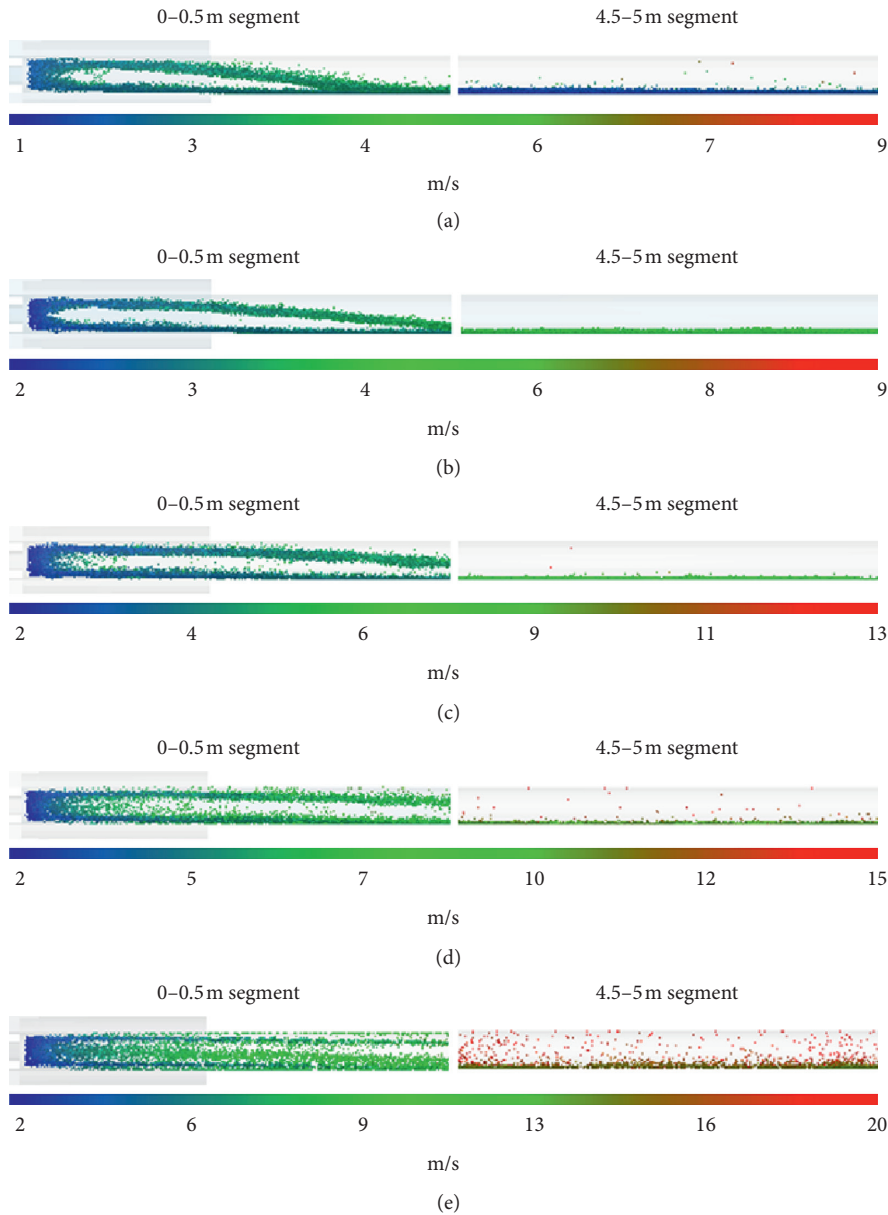 0–0.5 m segment 4.5–5 m segment
1 3 4 6 7 9
m/s
(a)
0–0.5 m segment 4.5–5 m segment
2 3 4 6 8 9
m/s
(b)
0–0.5 m segment 4.5–5 m segment
2 4 6 9 11 13
m/s
(c)
0–0.5 m segment 4.5–5 m segment
2 5 7 10 12 15
m/s
(d)
0–0.5 m segment 4.5–5 m segment
2 6 9 13 16 20
m/s
(e)